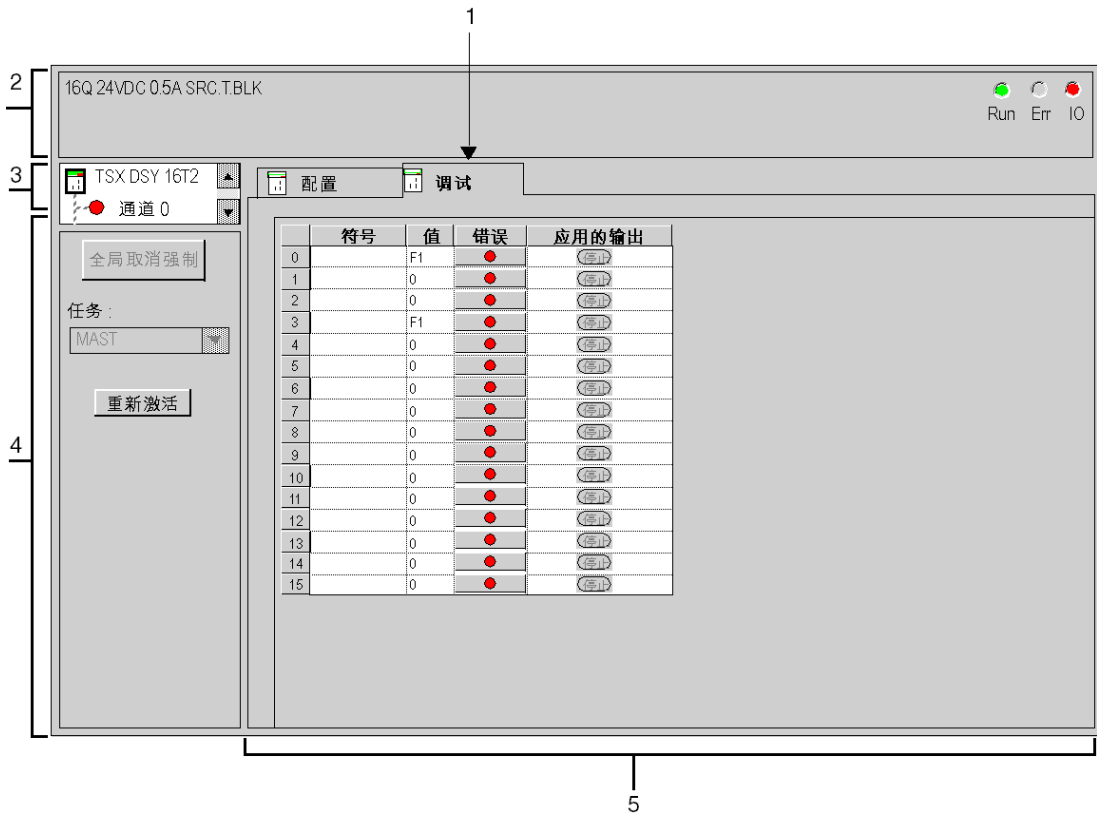 1
2
16Q 24VDC 0.5A SRC.T.BLK
Run Err IO
3
TSX DSY 16T2
通道 0
配置
调试
4
全局取消强制
任务 :
MAST
重新激活
符号 值 错误 应用的输出
0 F1 停止
1 0 停止
2 0 停止
3 F1 停止
4 0 停止
5 0 停止
6 0 停止
7 0 停止
8 0 停止
9 0 停止
10 0 停止
11 0 停止
12 0 停止
13 0 停止
14 0 停止
15 0 停止
5